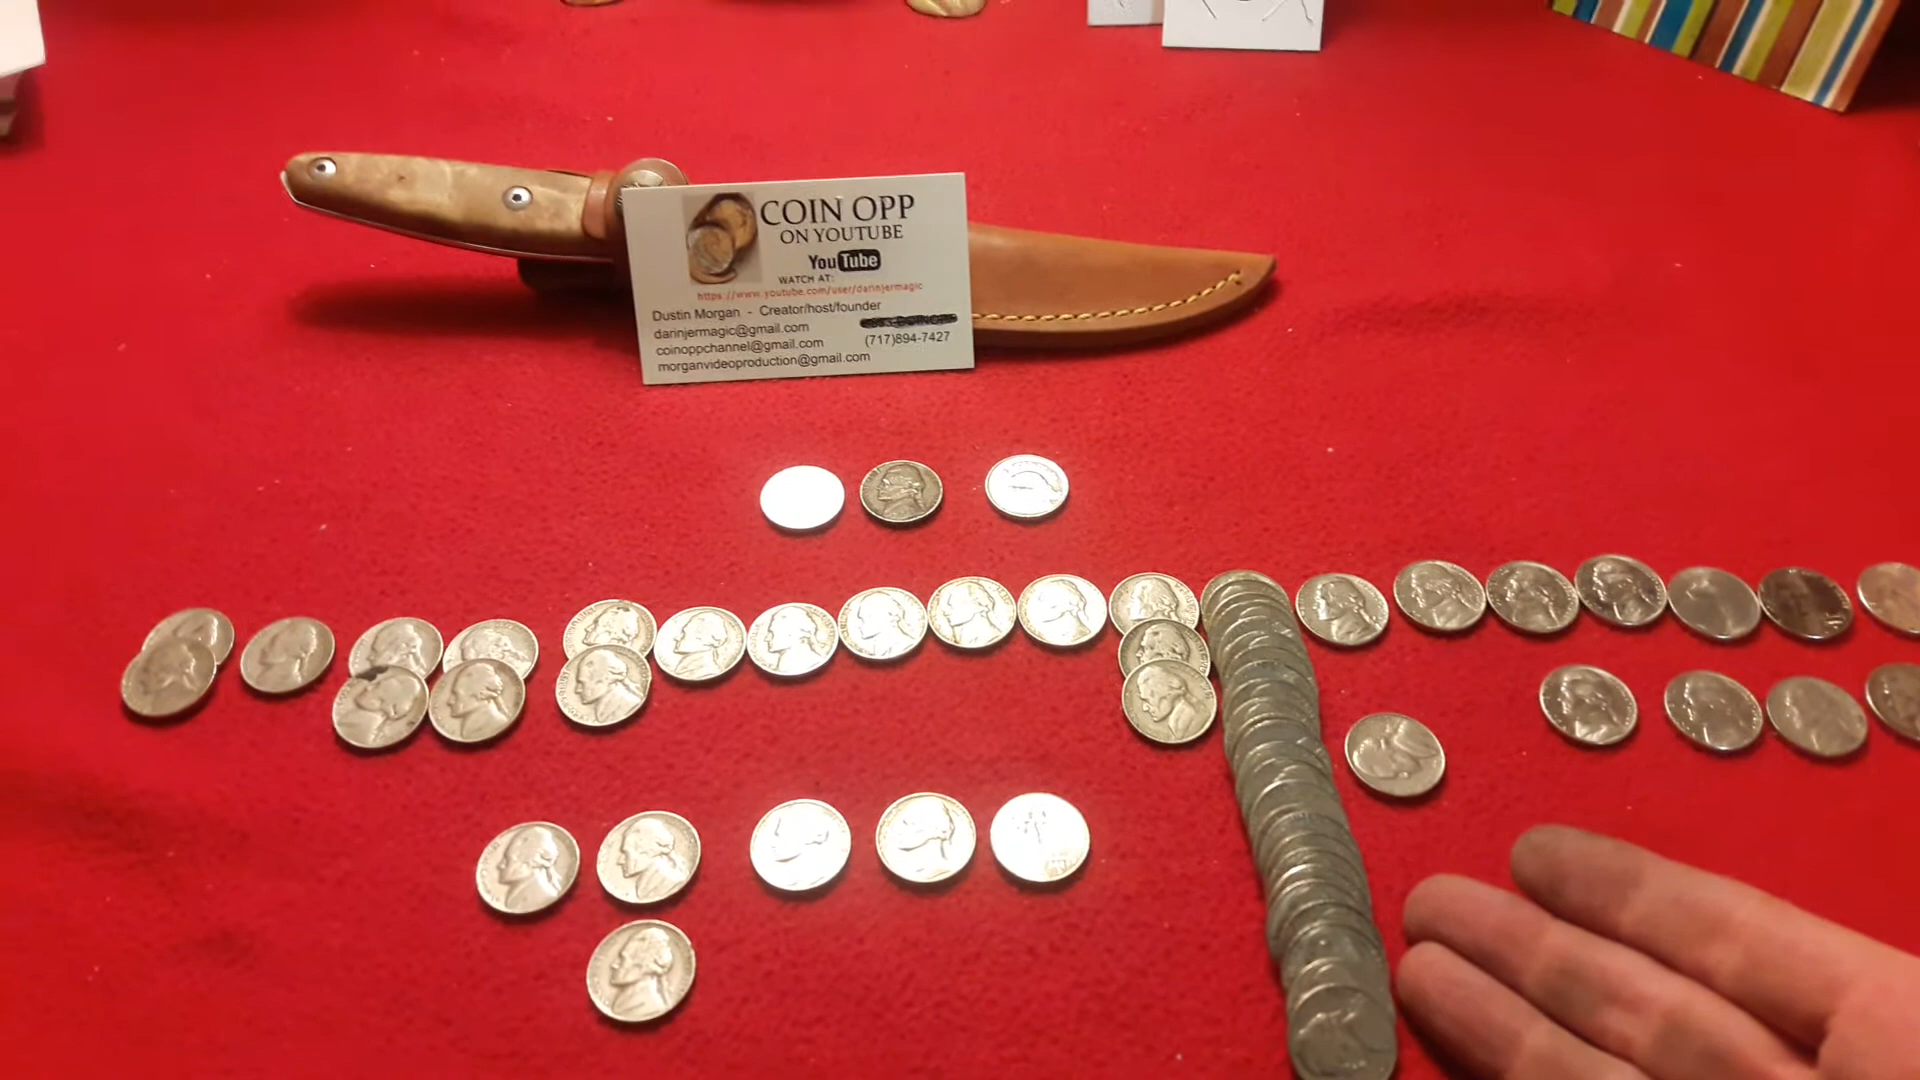 COIN OPP
ON YOUTUBE
YouTube
WATCH AT:
https://www.youtube.com/user/darinjermagic
Dustin Morgan - Creator/host/founder
darinjermagic@gmail.com
coinoppchannel@gmail.com (717)894-7427
morganvideoproduction@gmail.com